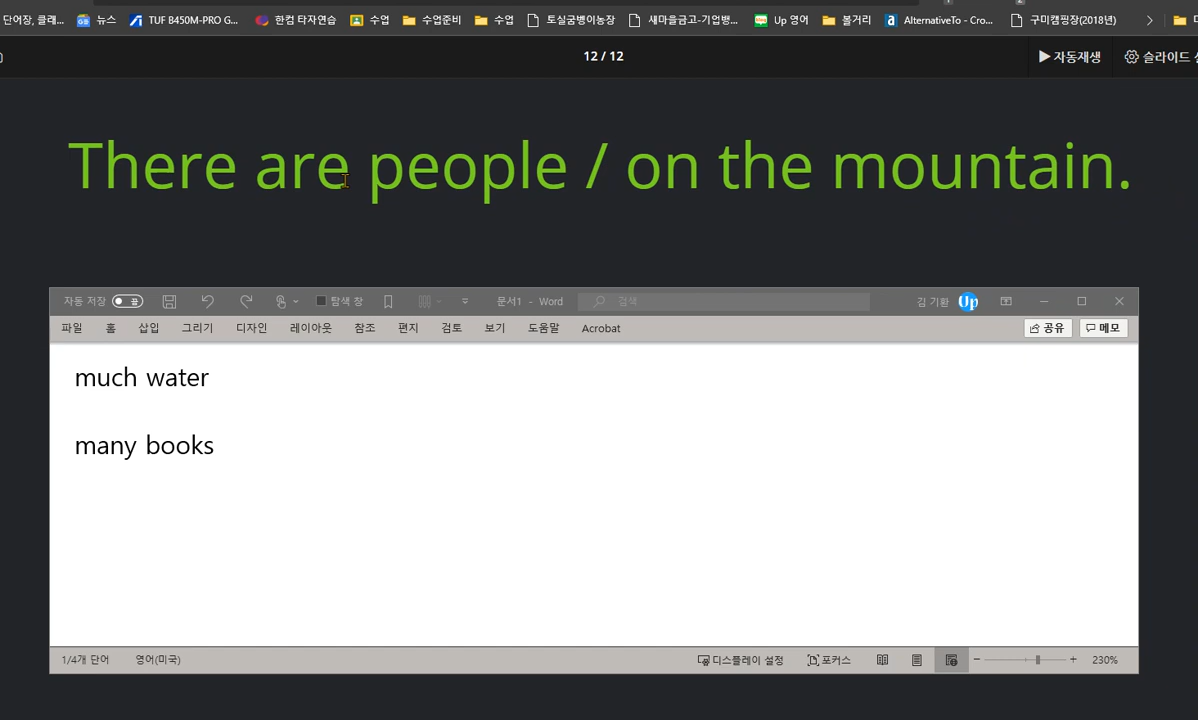 단어장, 클래... 뉴스 TUF B450M-PRO G... 한컴 타자연습 수업 수업준비 수업 토실굼벵이농장 새마을금고-기업뱅... Up 영어 볼거리 AlternativeTo - Cro... 구미캠핑장(2018년)
12 / 12 자동재생 슬라이드
There are people / on the mountain.
자동 저장 끔 탐색 창 문서1 - Word 검색 김 기환 Up
파일 홈 삽입 그리기 디자인 레이아웃 참조 편지 검토 보기 도움말 Acrobat 공유 메모
much water
many books
1/4개 단어 영어(미국) 디스플레이 설정 포커스 230%